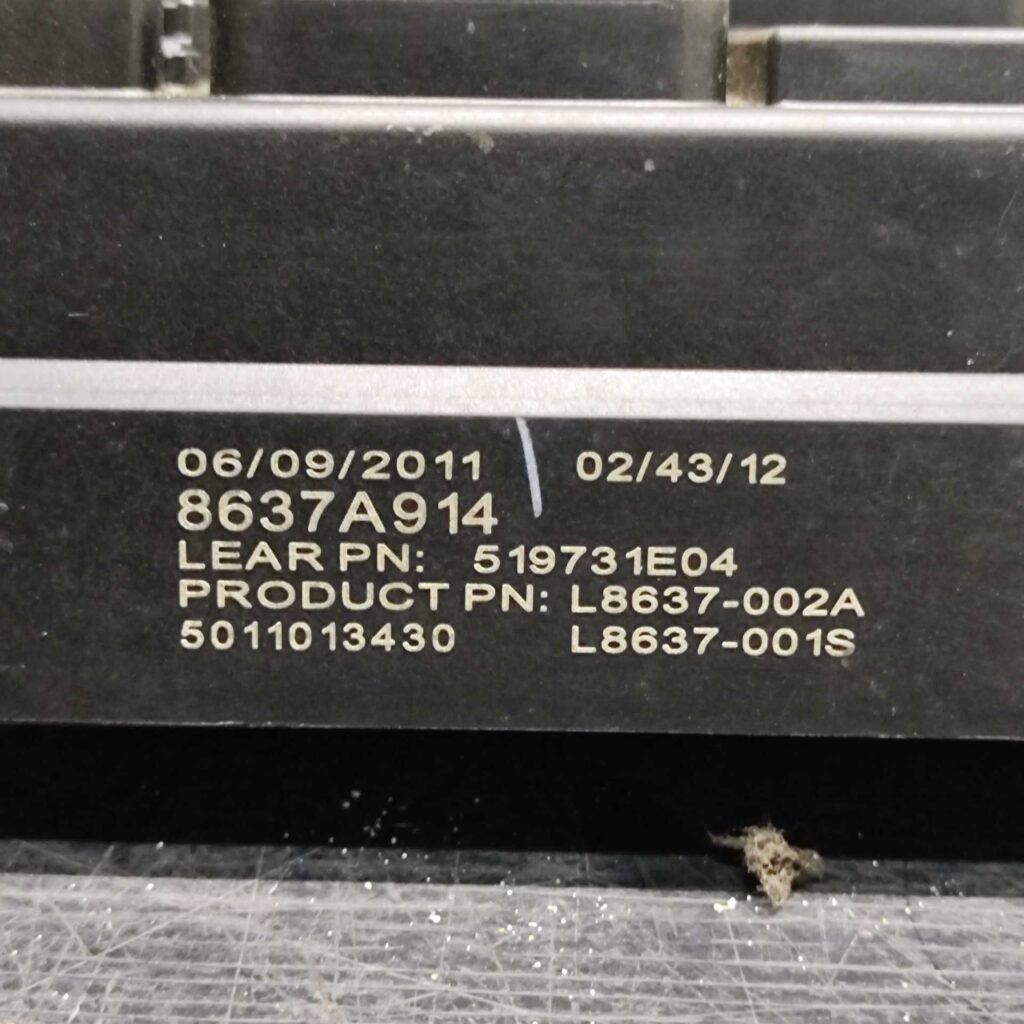 06/09/2011 02/43/12
8637A914
LEAR PN: 519731E04
PRODUCT PN: L8637-002A
5011013430 L8637-001S